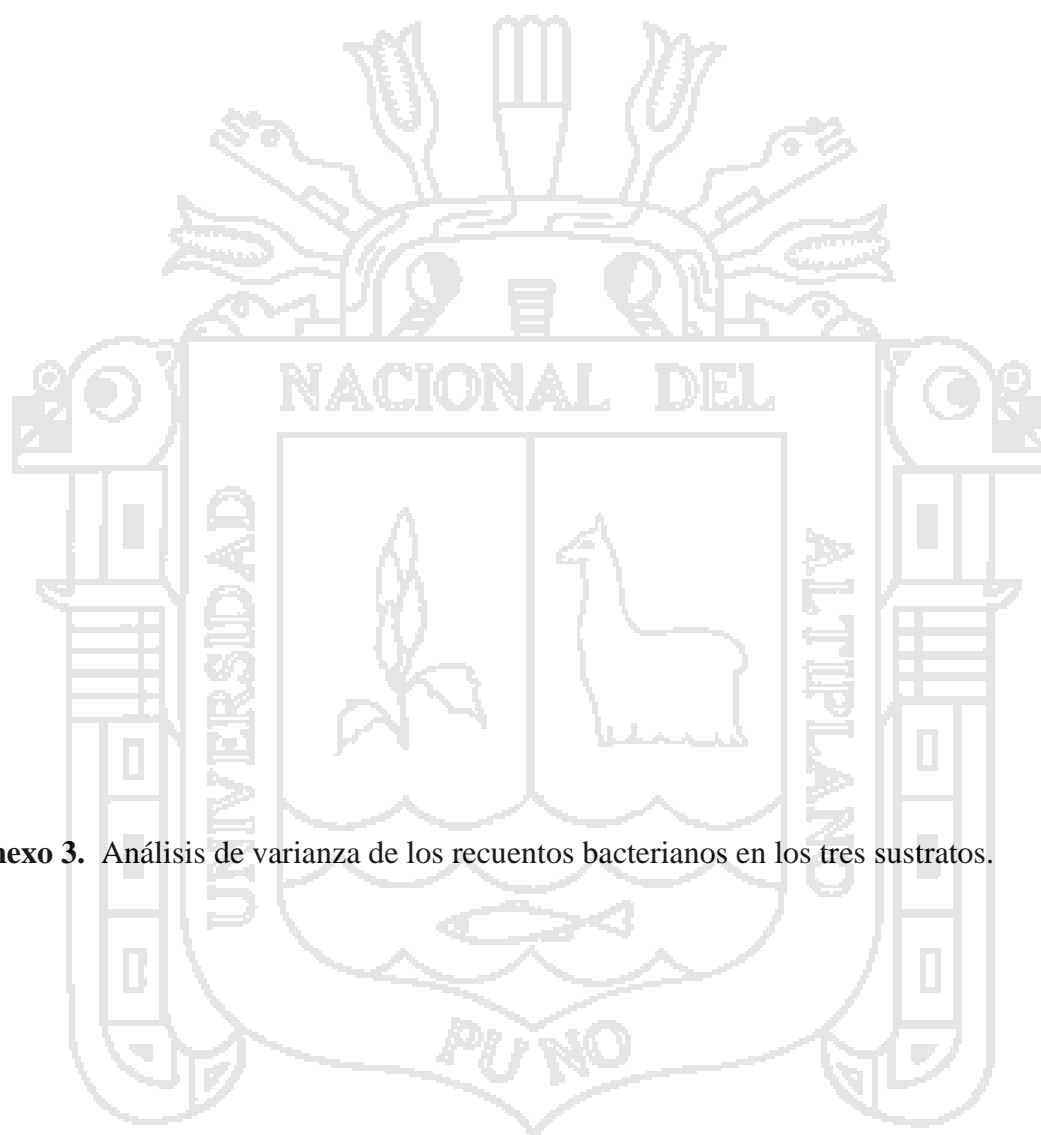 NACIONAL DEL
UNIVERSIDAD
ALTIPLANO
nexo 3. Análisis de varianza de los recuentos bacterianos en los tres sustratos.
PUNO